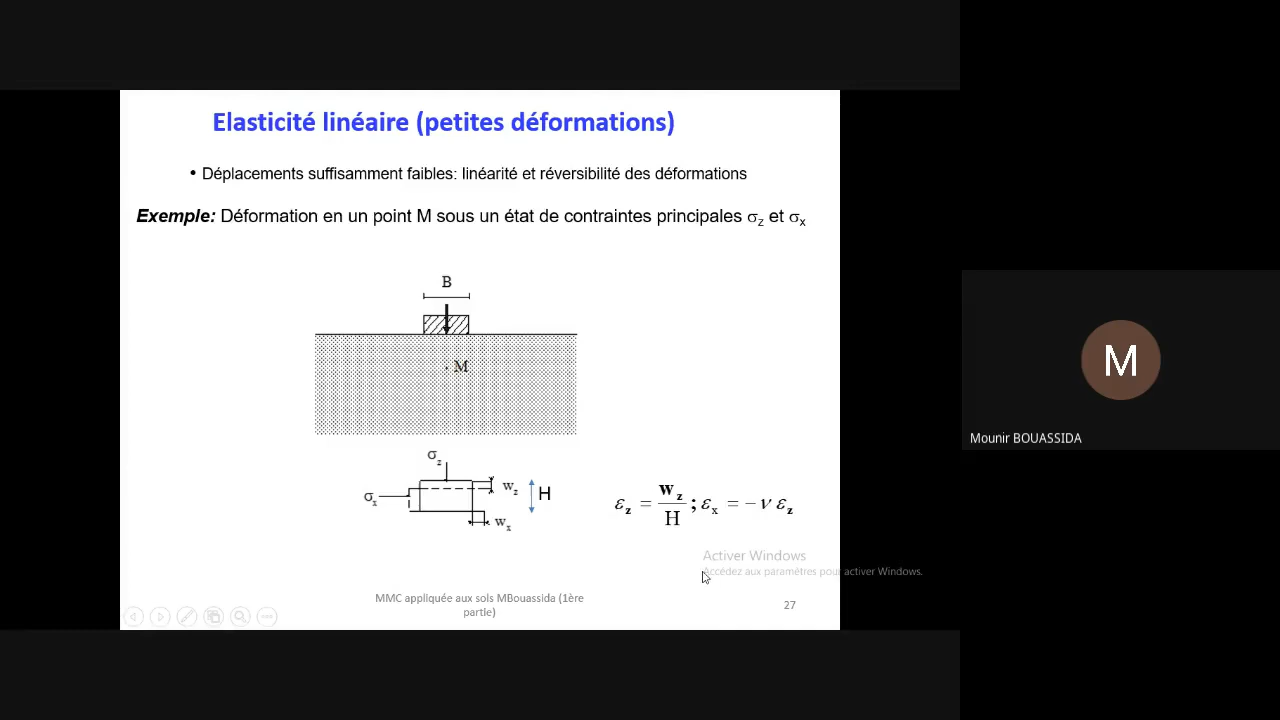 Elasticité linéaire (petites déformations)
• Déplacements suffisamment faibles: linéarité et réversibilité des déformations
Exemple: Déformation en un point M sous un état de contraintes principales σz et σx
B
M
σz
σx
wz
H
wx
εz = wz / H ; εx = − ν εz
Activer Windows
Accédez aux paramètres pour activer Windows.
MMC appliquée aux sols MBouassida (1ère
partie)
27
M
Mounir BOUASSIDA